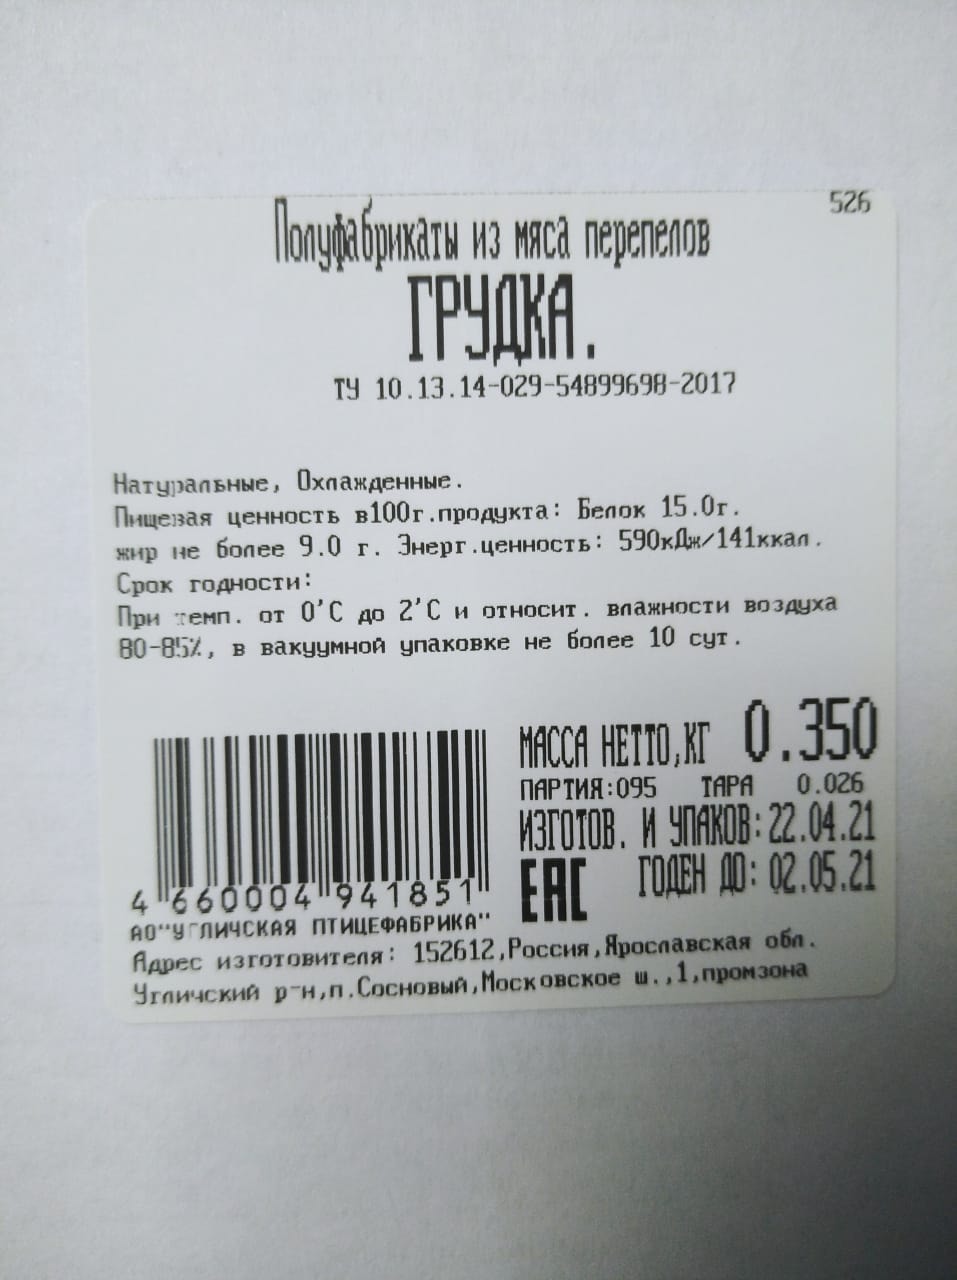 526
Полуфабрикаты из мяса перепелов
ГРУДКА.
ТУ 10.13.14-029-54899698-2017
Натуральные, Охлажденные.
Пищевая ценность в100г.продукта: Белок 15.0г.
жир не более 9.0 г. Энерг.ценность: 590кДж/141ккал.
Срок годности:
При темп. от 0'С до 2'С и относит. влажности воздуха
80-85%, в вакуумной упаковке не более 10 сут.
МАССА НЕТТО,КГ 0.350
ПАРТИЯ:095 ТАРА 0.026
ИЗГОТОВ. И УПАКОВ:22.04.21
ЕАС ГОДЕН ДО: 02.05.21
4 660004 941851
АО"УГЛИЧСКАЯ ПТИЦЕФАБРИКА"
Адрес изготовителя: 152612,Россия,Ярославская обл.
Угличский р-н,п.Сосновый,Московское ш.,1,промзона